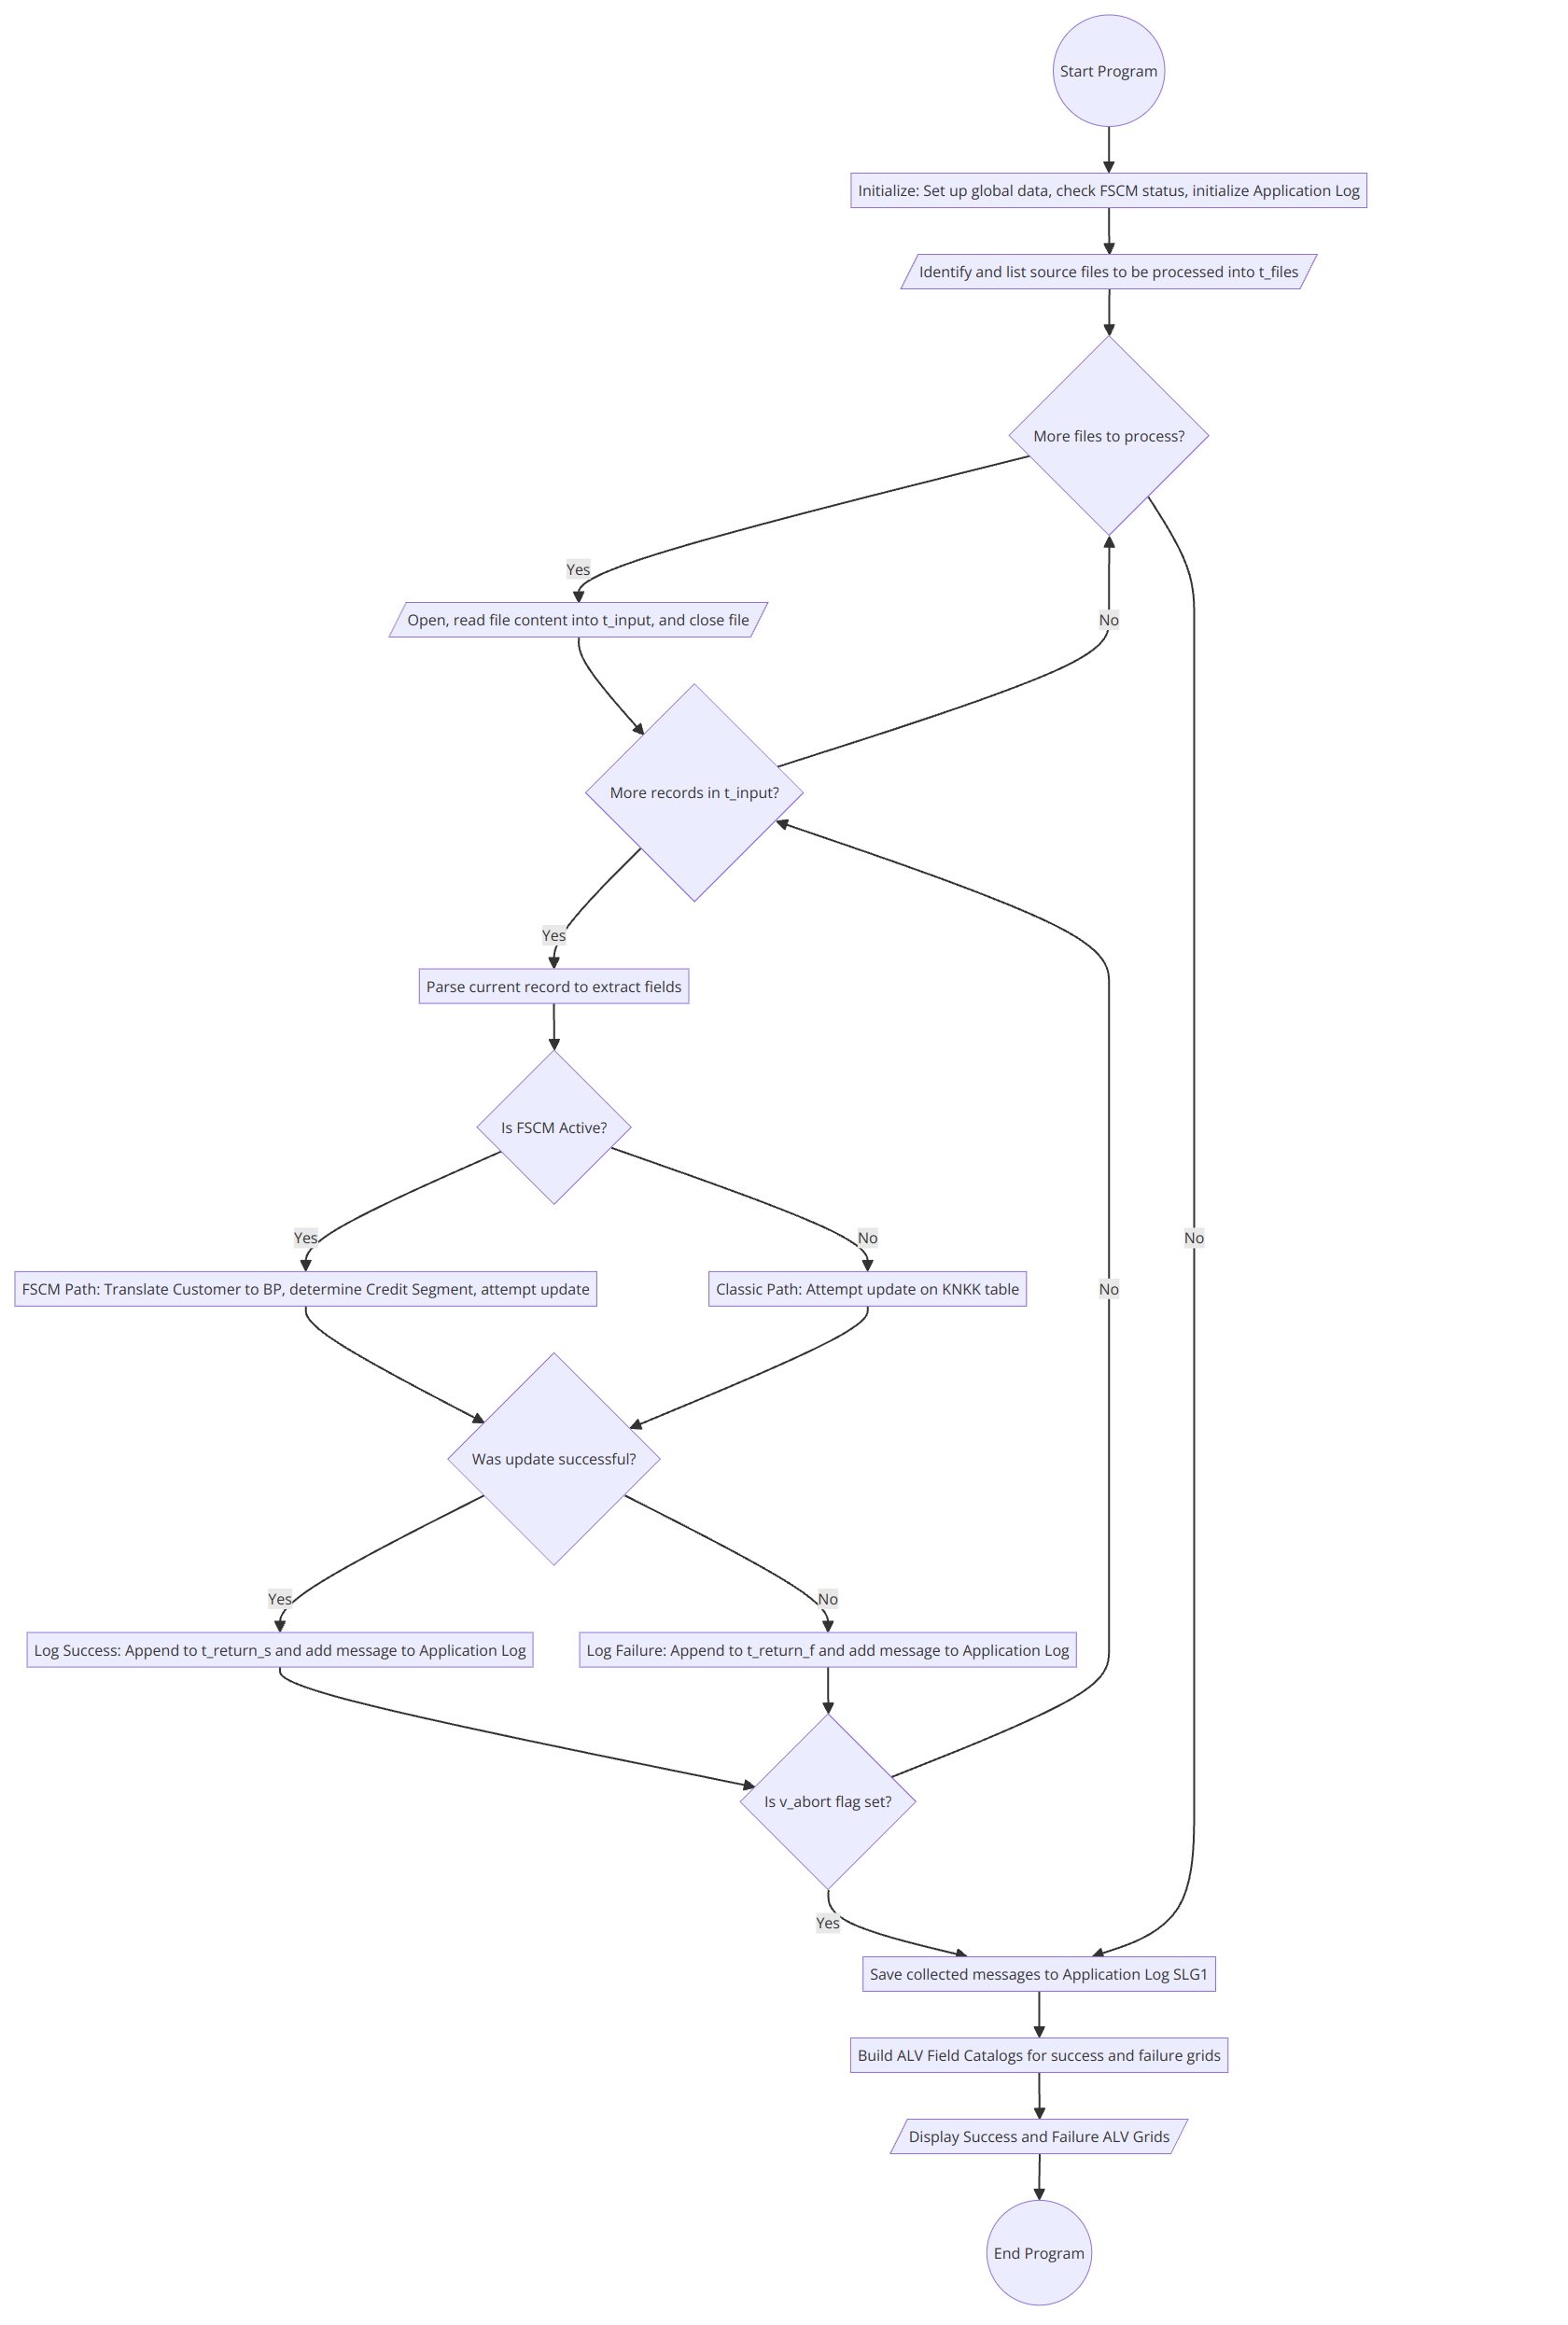 Start Program
Initialize: Set up global data, check FSCM status, initialize Application Log
Identify and list source files to be processed into t_files
More files to process?
Yes
Open, read file content into t_input, and close file
No
More records in t_input?
Yes
Parse current record to extract fields
Is FSCM Active?
Yes
No
No
FSCM Path: Translate Customer to BP, determine Credit Segment, attempt update
Classic Path: Attempt update on KNKK table
No
Was update successful?
Yes
No
Log Success: Append to t_return_s and add message to Application Log
Log Failure: Append to t_return_f and add message to Application Log
Is v_abort flag set?
Yes
Save collected messages to Application Log SLG1
Build ALV Field Catalogs for success and failure grids
Display Success and Failure ALV Grids
End Program